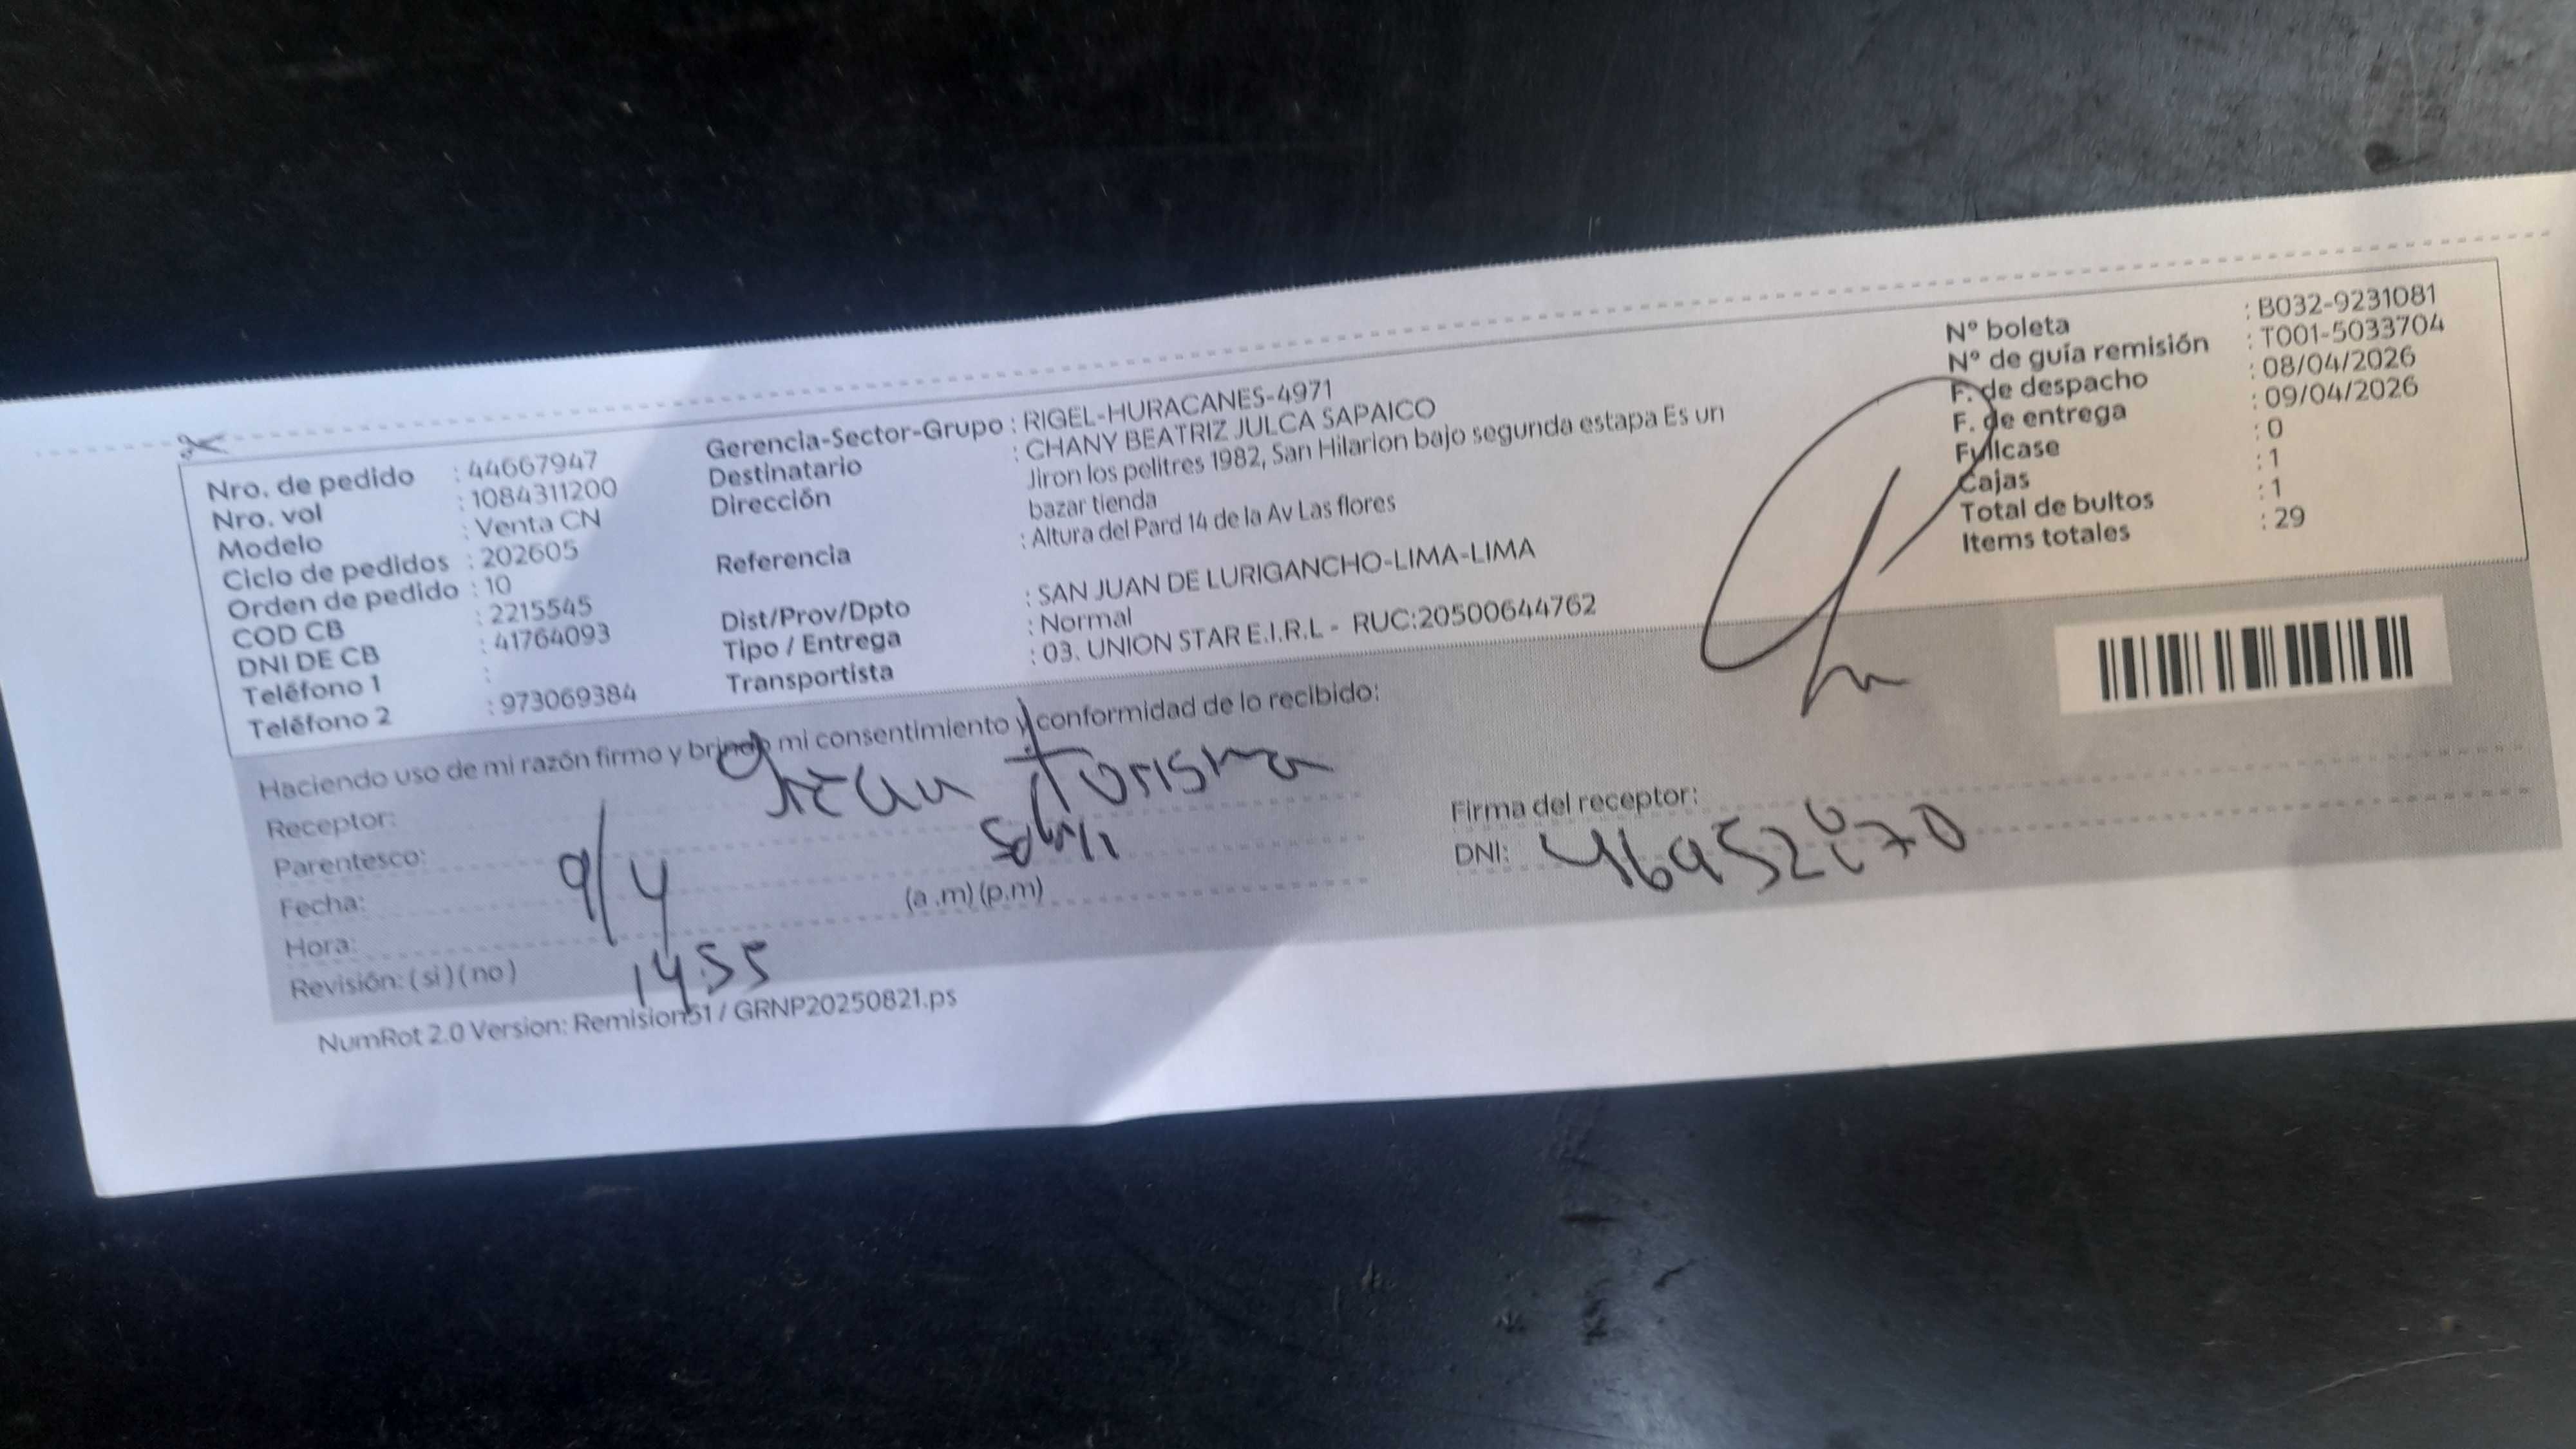 Nro. de pedido : 44667947
Nro. vol : 1084311200
Modelo : Venta CN
Ciclo de pedidos : 202605
Orden de pedido : 10
COD CB : 2215545
DNI DE CB : 41764093
Teléfono 1 :
Teléfono 2 : 973069384
Gerencia-Sector-Grupo : RIGEL-HURACANES-4971
Destinatario : CHANY BEATRIZ JULCA SAPAICO
Dirección Jiron los pelitres 1982, San Hilarion bajo segunda estapa Es un
bazar tienda
Referencia : Altura del Pard 14 de la Av Las flores
Dist/Prov/Dpto : SAN JUAN DE LURIGANCHO-LIMA-LIMA
Tipo / Entrega : Normal
Transportista : 03. UNION STAR E.I.R.L - RUC:20500644762
Nº boleta : B032-9231081
Nº de guía remisión : T001-5033704
F. de despacho : 08/04/2026
F. de entrega : 09/04/2026
Fullcase : 0
Cajas : 1
Total de bultos : 1
Items totales : 29
Haciendo uso de mi razón firmo y brindo mi consentimiento y conformidad de lo recibido:
Receptor:
Parentesco:
Fecha: 9/4
Hora: 14:55 (a .m) (p.m)
Revisión: ( si ) ( no )
Firma del receptor:
DNI:
NumRot 2.0 Version: Remision51 / GRNP20250821.ps